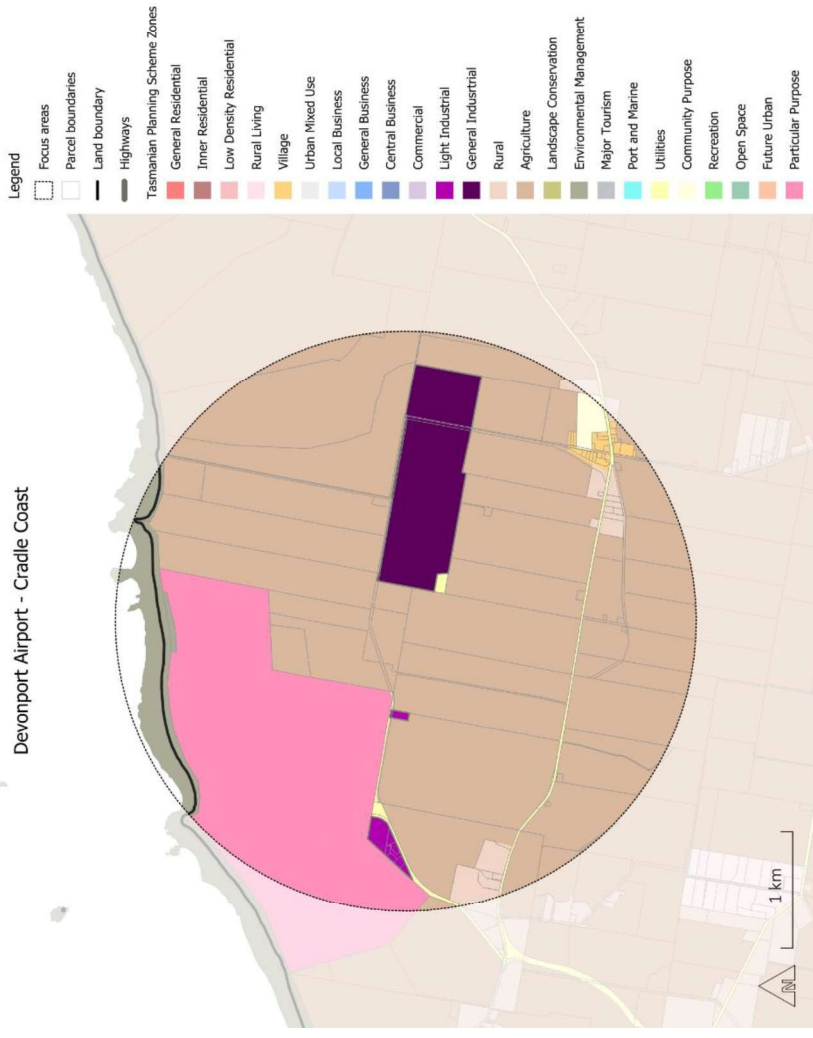 Devonport Airport - Cradle Coast
Legend
Focus areas
Parcel boundaries
Land boundary
Highways
Tasmanian Planning Scheme Zones
General Residential
Inner Residential
Low Density Residential
Rural Living
Village
Urban Mixed Use
Local Business
General Business
Central Business
Commercial
Light Industrial
General Indusrtrial
Rural
Agriculture
Landscape Conservation
Environmental Management
Major Tourism
Port and Marine
Utilities
Community Purpose
Recreation
Open Space
Future Urban
Particular Purpose
N
1 km